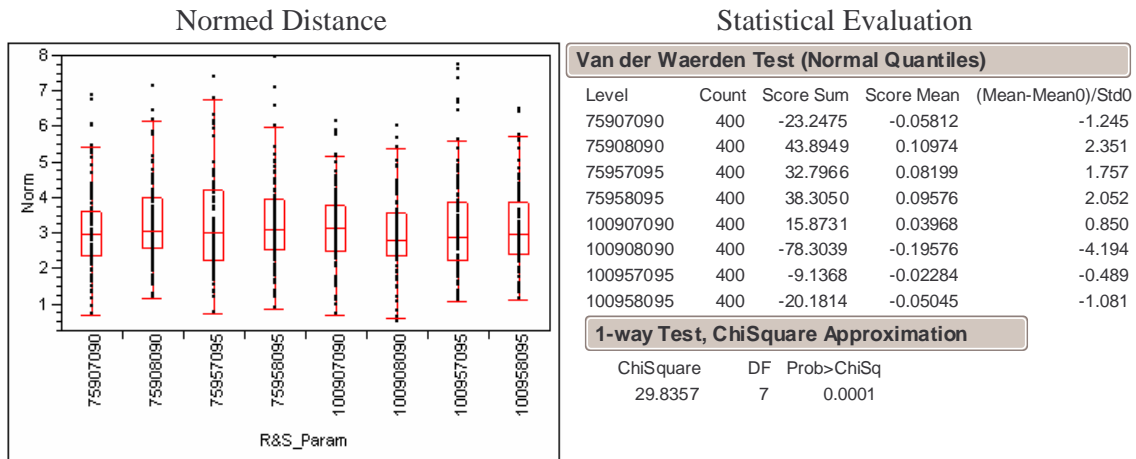 Normed Distance
8
7
6
5
4
3
2
1
Norm
75907090
75908090
75957095
75958095
100907090
100908090
100957095
100958095
R&S_Param
Statistical Evaluation
Van der Waerden Test (Normal Quantiles)
Level Count Score Sum Score Mean (Mean-Mean0)/Std0
75907090 400 -23.2475 -0.05812 -1.245
75908090 400 43.8949 0.10974 2.351
75957095 400 32.7966 0.08199 1.757
75958095 400 38.3050 0.09576 2.052
100907090 400 15.8731 0.03968 0.850
100908090 400 -78.3039 -0.19576 -4.194
100957095 400 -9.1368 -0.02284 -0.489
100958095 400 -20.1814 -0.05045 -1.081
1-way Test, ChiSquare Approximation
ChiSquare DF Prob>ChiSq
29.8357 7 0.0001